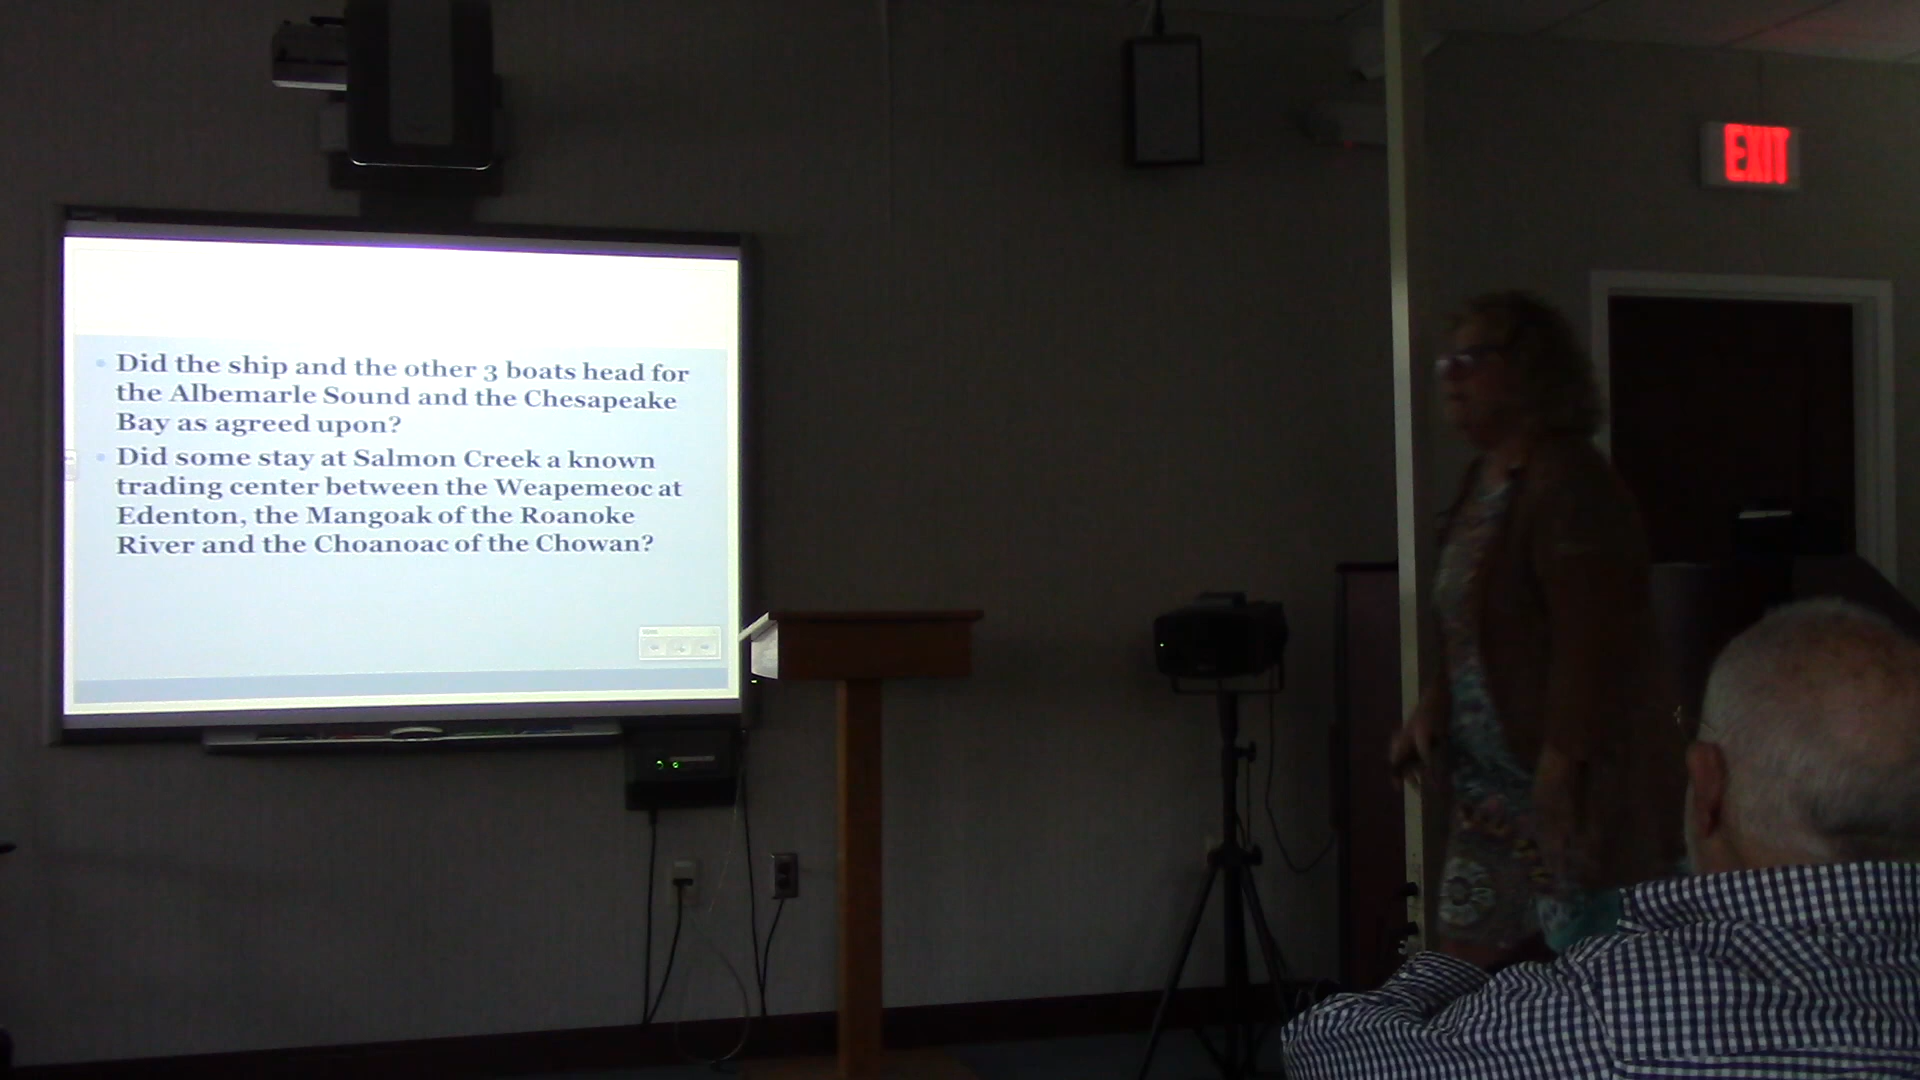 EXIT
• Did the ship and the other 3 boats head for
the Albemarle Sound and the Chesapeake
Bay as agreed upon?
• Did some stay at Salmon Creek a known
trading center between the Weapemeoc at
Edenton, the Mangoak of the Roanoke
River and the Choanoac of the Chowan?